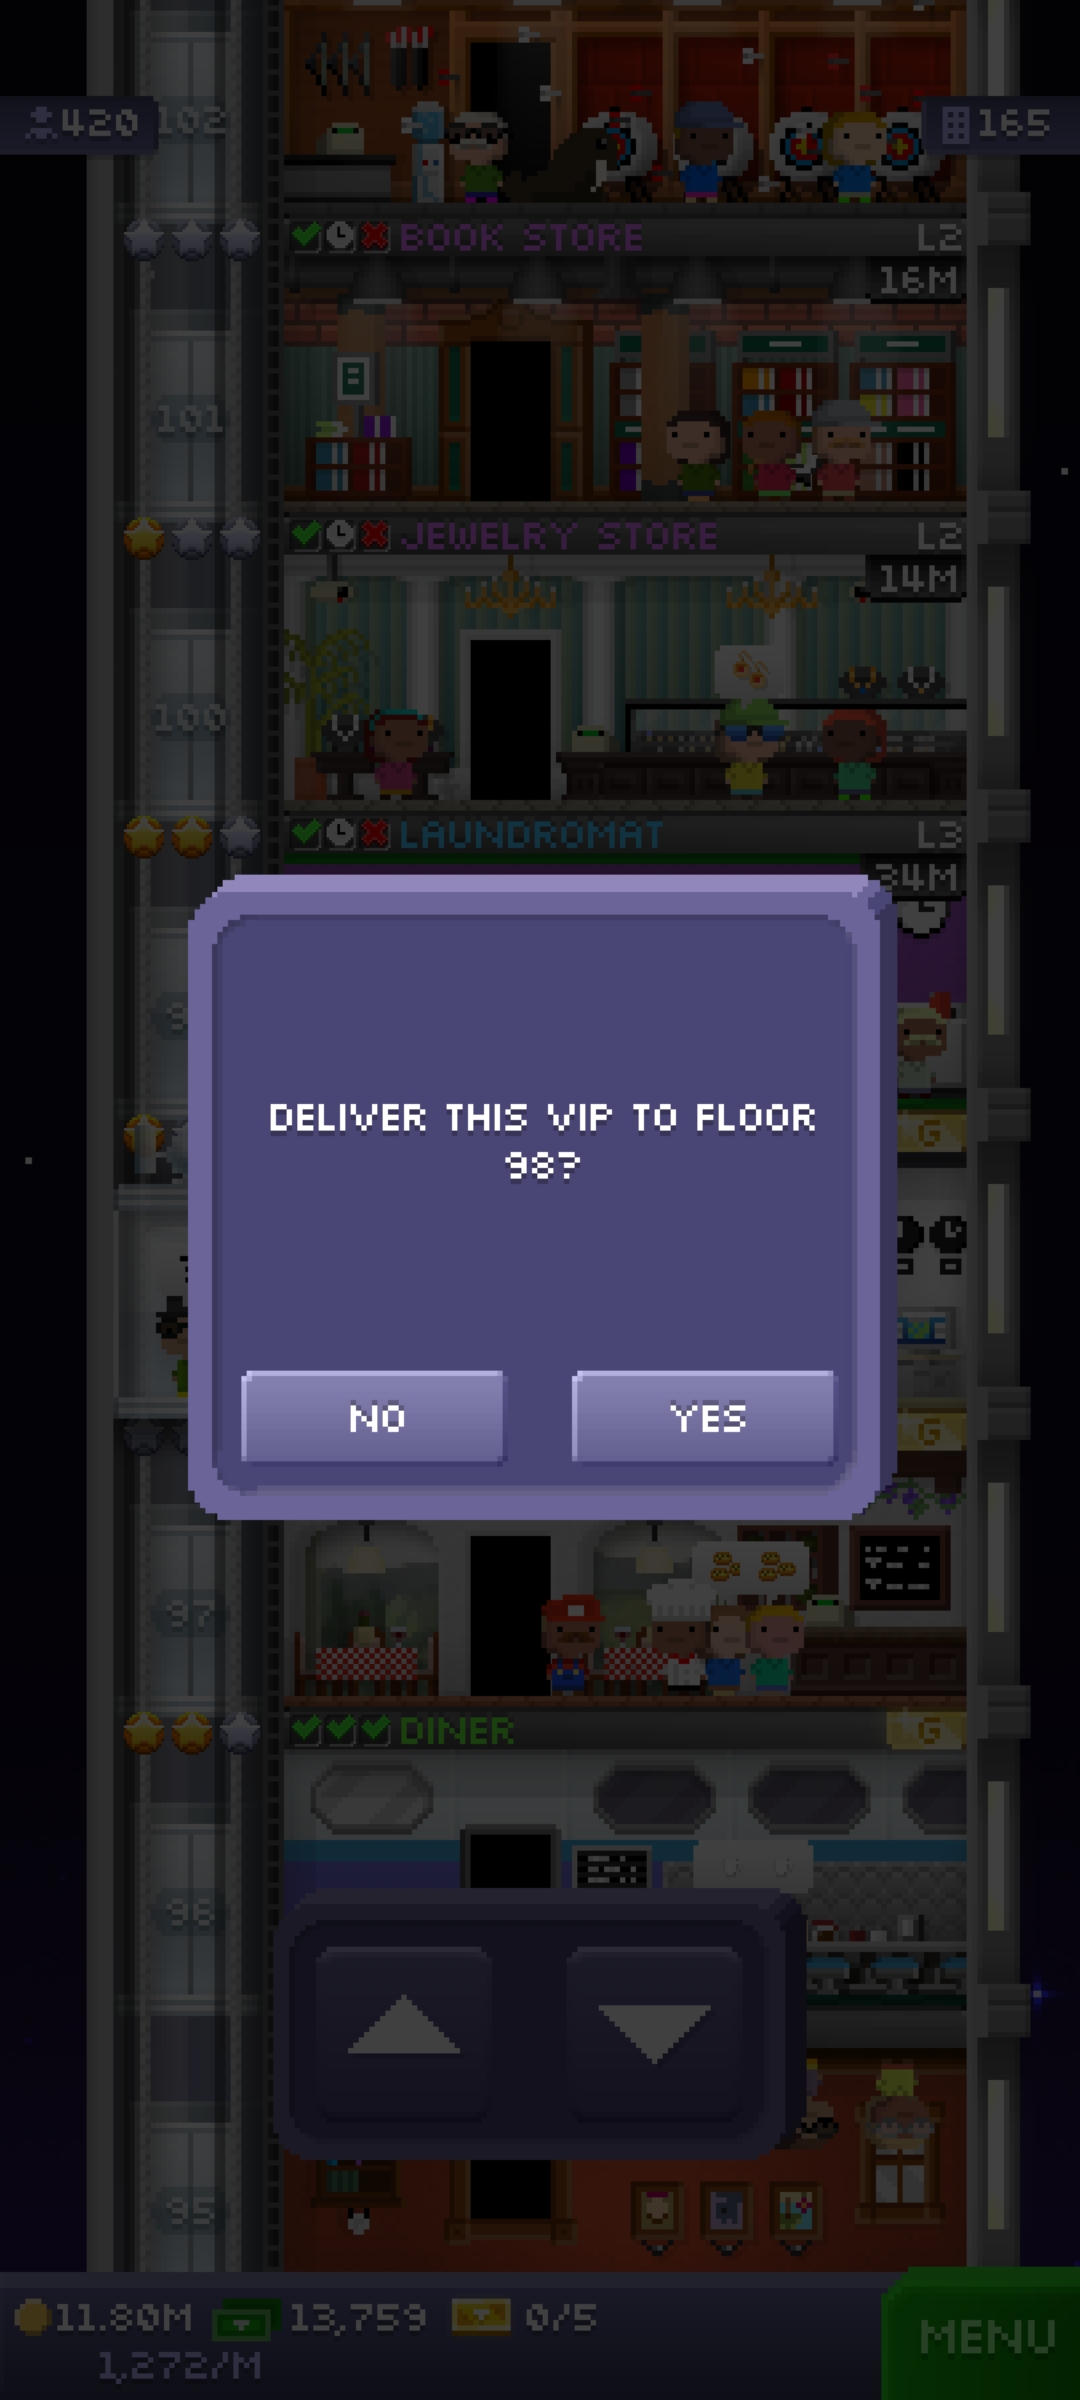 420
102
165
BOOK STORE
L2
16M
101
JEWELRY STORE
L2
14M
100
LAUNDROMAT
L3
34M
G
DELIVER THIS VIP TO FLOOR
98?
NO
YES
G
97
DINER
G
96
95
11.80M
13,759
0/5
MENU
1,272/M